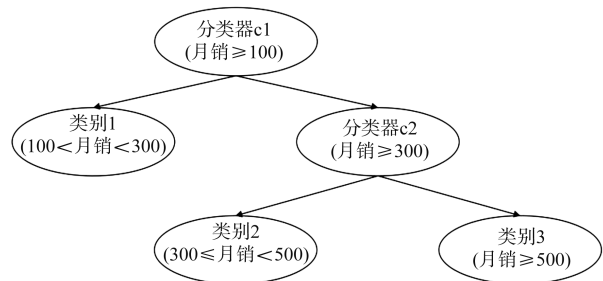 分类器c1
(月销≥100)
类别1
(100<月销<300)
分类器c2
(月销≥300)
类别2
(300≤月销<500)
类别3
(月销≥500)